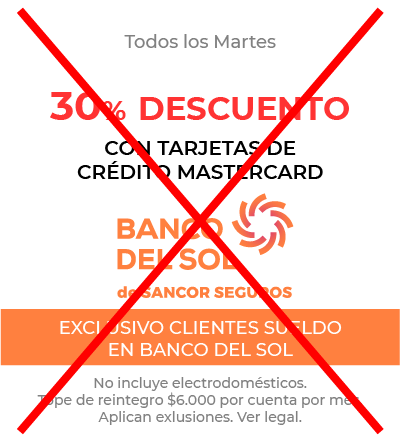 Todos los Martes
30% DESCUENTO
CON TARJETAS DE
CRÉDITO MASTERCARD
BANCO
DEL SOL
de SANCOR SEGUROS
EXCLUSIVO CLIENTES SUELDO
EN BANCO DEL SOL
No incluye electrodomésticos.
Tope de reintegro $6.000 por cuenta por mes.
Aplican exlusiones. Ver legal.